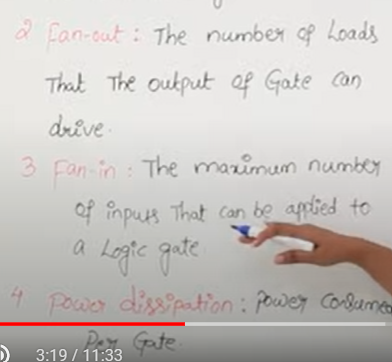 2 Fan-out : The number of Loads
That The output of Gate can
drive.
3 Fan-in : The maximum number
of inputs That can be applied to
a Logic gate.
4 Power dissipation : Power Consumed
Per Gate.
3:19 / 11:33